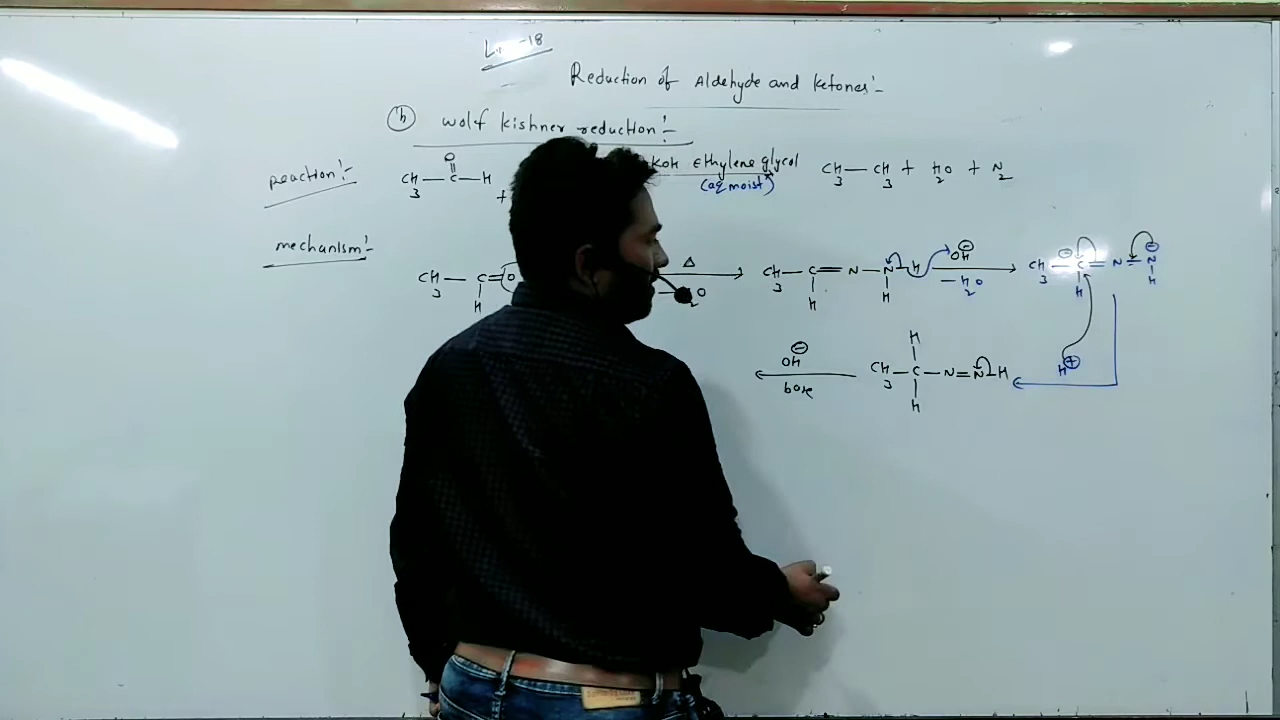 Reduction of Aldehyde and Ketones:-
(h) wolf kishner reduction:-
reaction:- CH3—C—H + KOH Ethylene glycol CH3—CH3 + H2O + N2
O
(aq moist)
mechanism:-
CH3—C=O Δ CH3—C=N—N—H OH⊖ CH3—C⊖=N=N⊖
H H H —H2O H H
H⊕
OH⊖
base
H
CH3—C—N=N—H
H